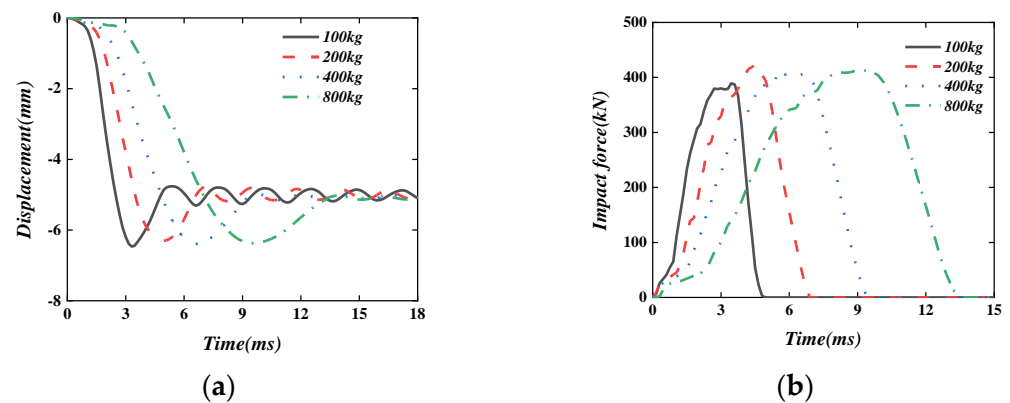 0
-2
-4
-6
-8
0
3
6
9
12
15
18
Displacement(mm)
Time(ms)
100kg
200kg
400kg
800kg
(a)
500
400
300
200
100
0
0
3
6
9
12
15
Impact force(kN)
Time(ms)
100kg
200kg
400kg
800kg
(b)